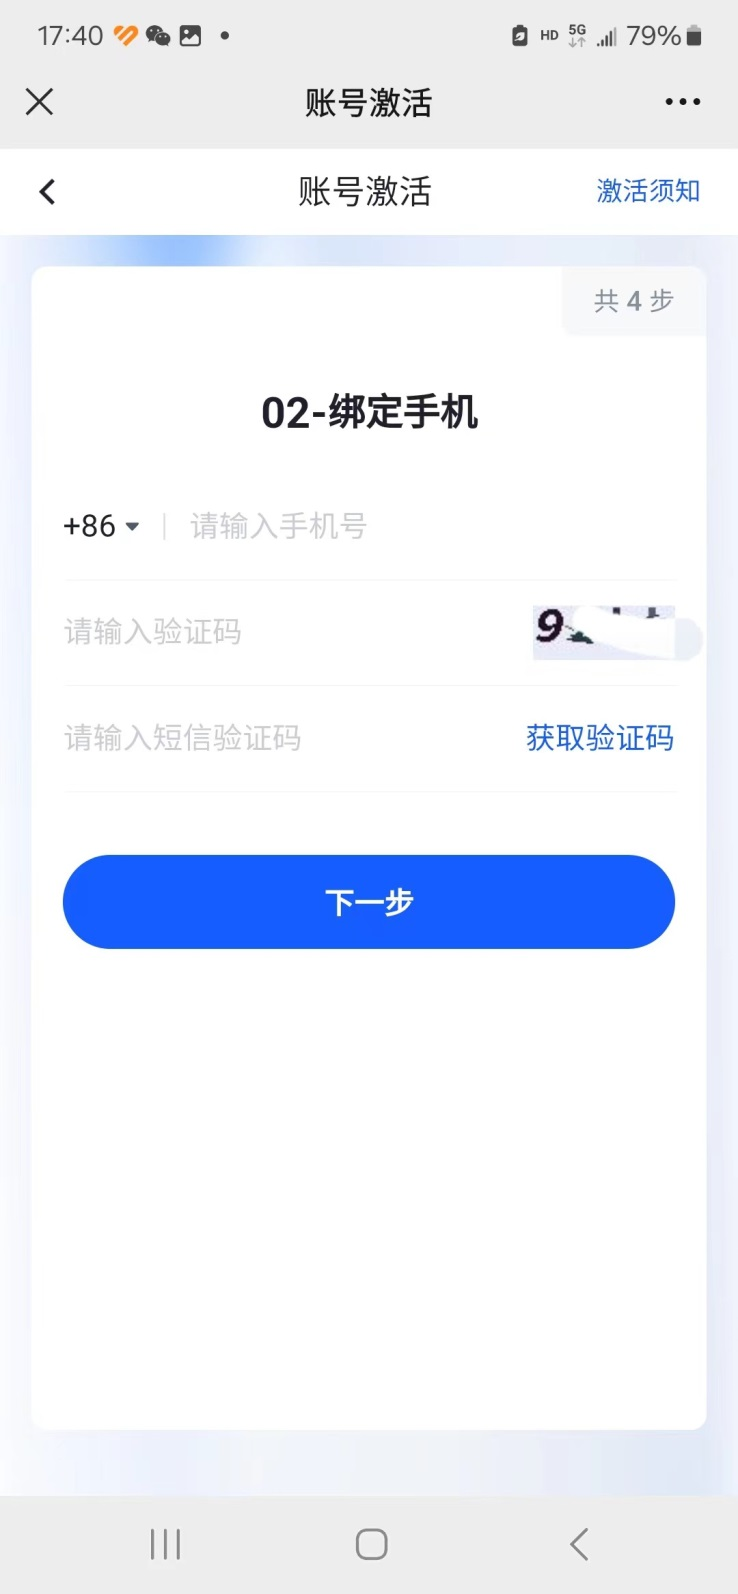 17:40 HD 5G 79%
账号激活
账号激活 激活须知
共 4 步
02-绑定手机
+86 请输入手机号
请输入验证码 9
请输入短信验证码 获取验证码
下一步